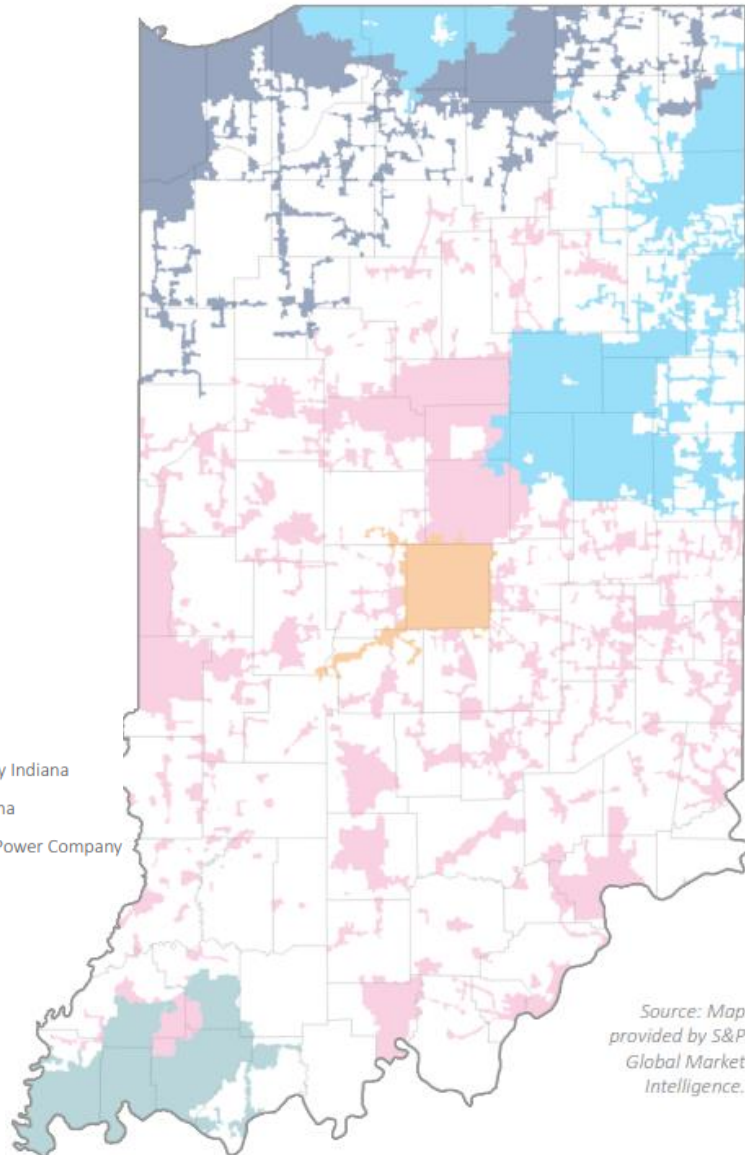 y Indiana
na
Power Company
Source: Map
provided by S&P
Global Market
Intelligence.